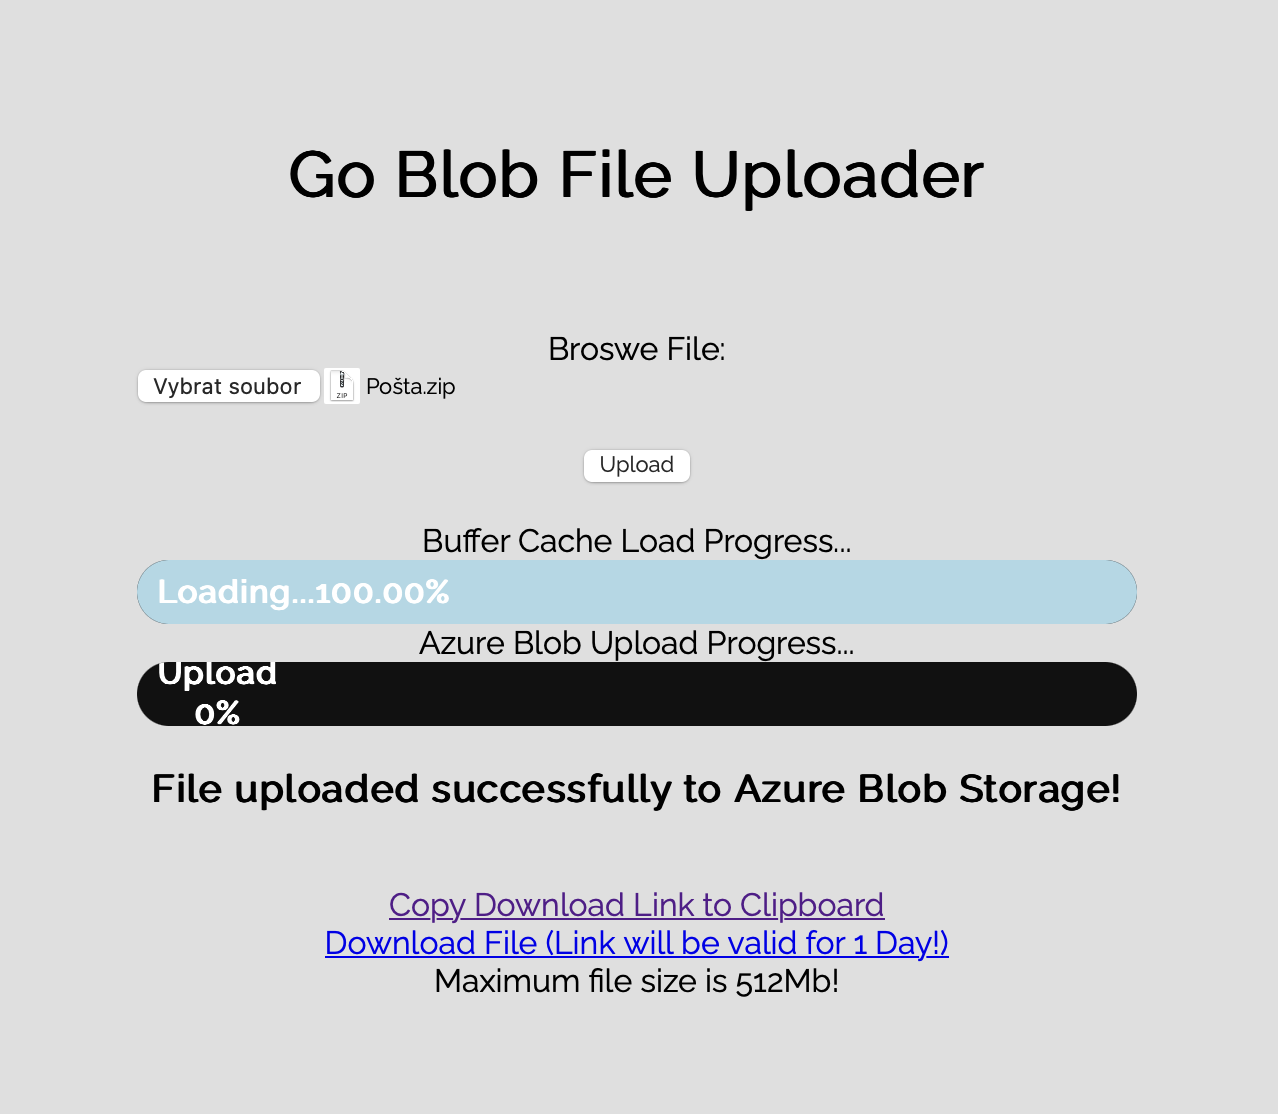 Go Blob File Uploader
Broswe File:
Vybrat soubor ZIP Pošta.zip
Upload
Buffer Cache Load Progress...
Loading...100.00%
Azure Blob Upload Progress...
Upload
0%
File uploaded successfully to Azure Blob Storage!
Copy Download Link to Clipboard
Download File (Link will be valid for 1 Day!)
Maximum file size is 512Mb!